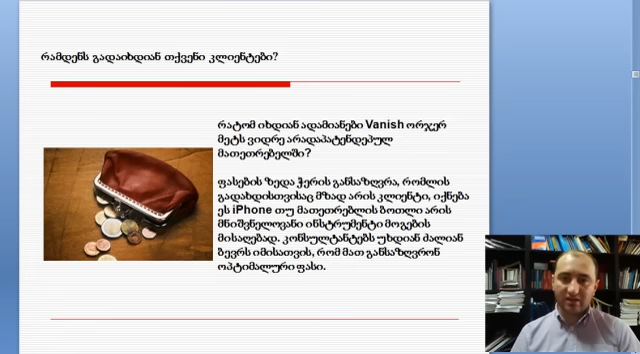 რამდენს გადაიხდიან თქვენი კლიენტები?
რატომ იხდიან ადამიანები Vanish ორჯერ
მეტს ვიდრე არადაპატენდეპულ
მათეთრებელში?
ფასების ზედა ჭერის განსაზღვრა, რომლის
გადახდისთვისაც მზად არის კლიენტი, იქნება
ეს iPhone თუ მათეთრებლის ბოთლი არის
მნიშვნელოვანი ინსტრუმენტი მოგების
მისაღებად. კონსულტანტებს უხდიან ძალიან
ბევრს იმისათვის, რომ მათ განსაზღვრონ
ოპტიმალური ფასი.